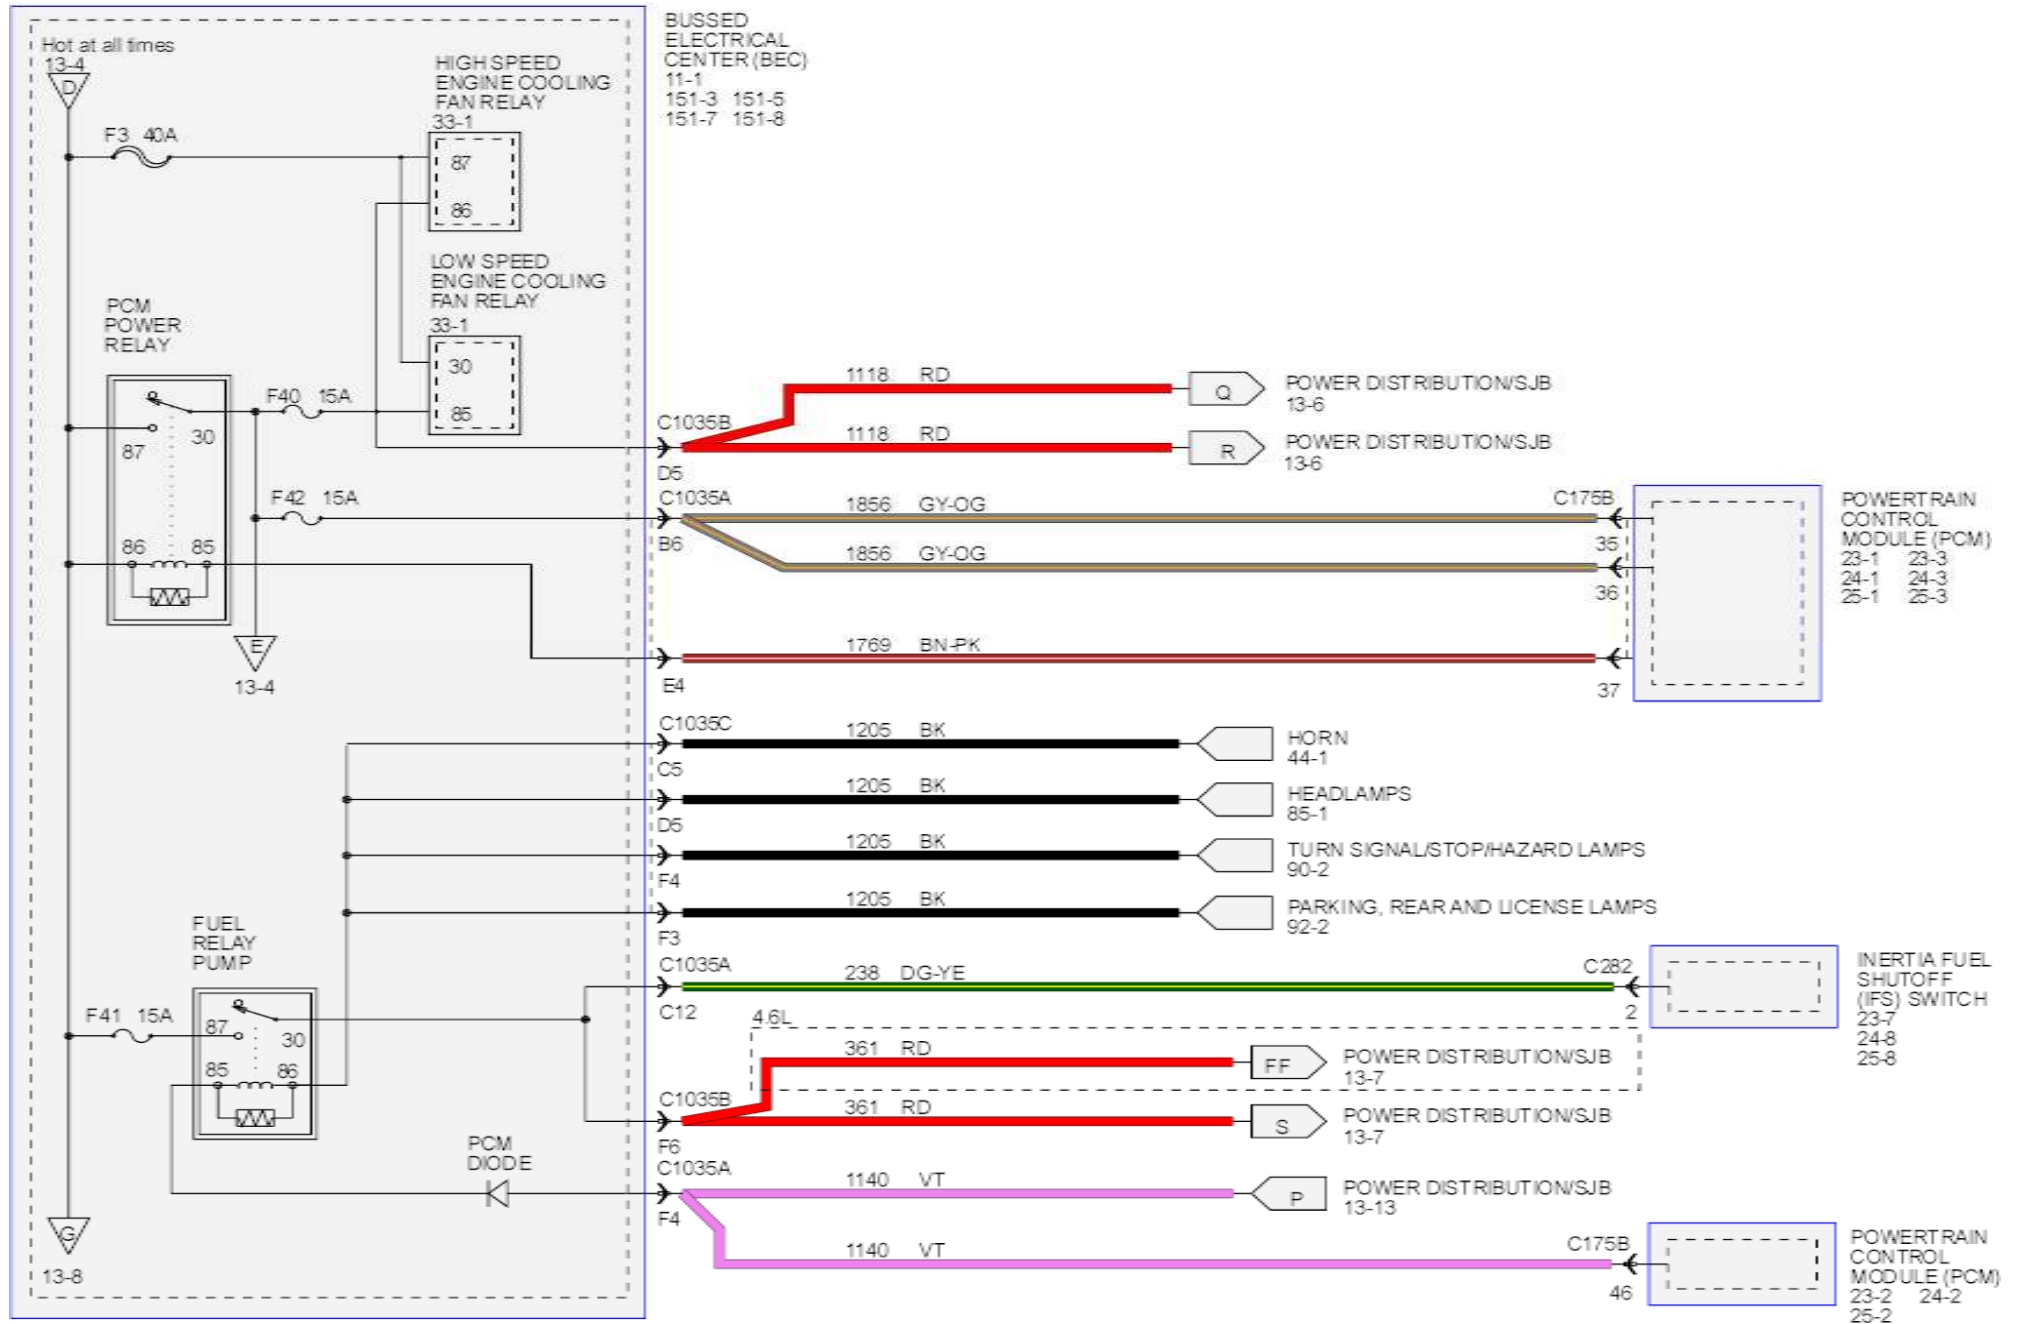 Hot at all times
13-4
D
F3 40A
HIGH SPEED
ENGINE COOLING
FAN RELAY
33-1
87
86
LOW SPEED
ENGINE COOLING
FAN RELAY
33-1
30
85
PCM
POWER
RELAY
F40 15A
30
87
F42 15A
86
85
E
13-4
FUEL
RELAY
PUMP
F41 15A
87
30
85
86
PCM
DIODE
G
13-8
BUSSED
ELECTRICAL
CENTER (BEC)
11-1
151-3 151-5
151-7 151-8
C1035B
D5
1118 RD
Q
POWER DISTRIBUTION/SJB
13-6
1118 RD
R
POWER DISTRIBUTION/SJB
13-6
C1035A
B6
1856 GY-OG
C175B
35
1856 GY-OG
36
1769 BN-PK
E4
37
POWERTRAIN
CONTROL
MODULE (PCM)
23-1 23-3
24-1 24-3
25-1 25-3
C1035C
C5
1205 BK
HORN
44-1
D5
1205 BK
HEADLAMPS
85-1
F4
1205 BK
TURN SIGNAL/STOP/HAZARD LAMPS
90-2
F3
1205 BK
PARKING, REAR AND LICENSE LAMPS
92-2
C1035A
C12
238 DG-YE
C282
2
INERTIA FUEL
SHUTOFF
(IFS) SWITCH
23-7
24-8
25-8
4.6L
361 RD
FF
POWER DISTRIBUTION/SJB
13-7
C1035B
F6
361 RD
S
POWER DISTRIBUTION/SJB
13-7
C1035A
F4
1140 VT
P
POWER DISTRIBUTION/SJB
13-13
1140 VT
C175B
46
POWERTRAIN
CONTROL
MODULE (PCM)
23-2 24-2
25-2